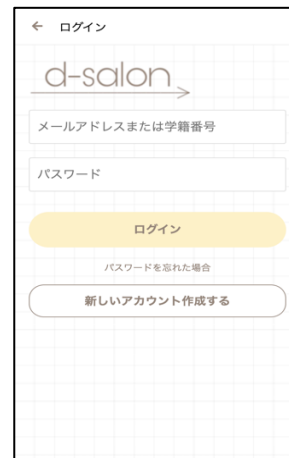 ← ログイン
d-salon
メールアドレスまたは学籍番号
パスワード
ログイン
パスワードを忘れた場合
新しいアカウント作成する